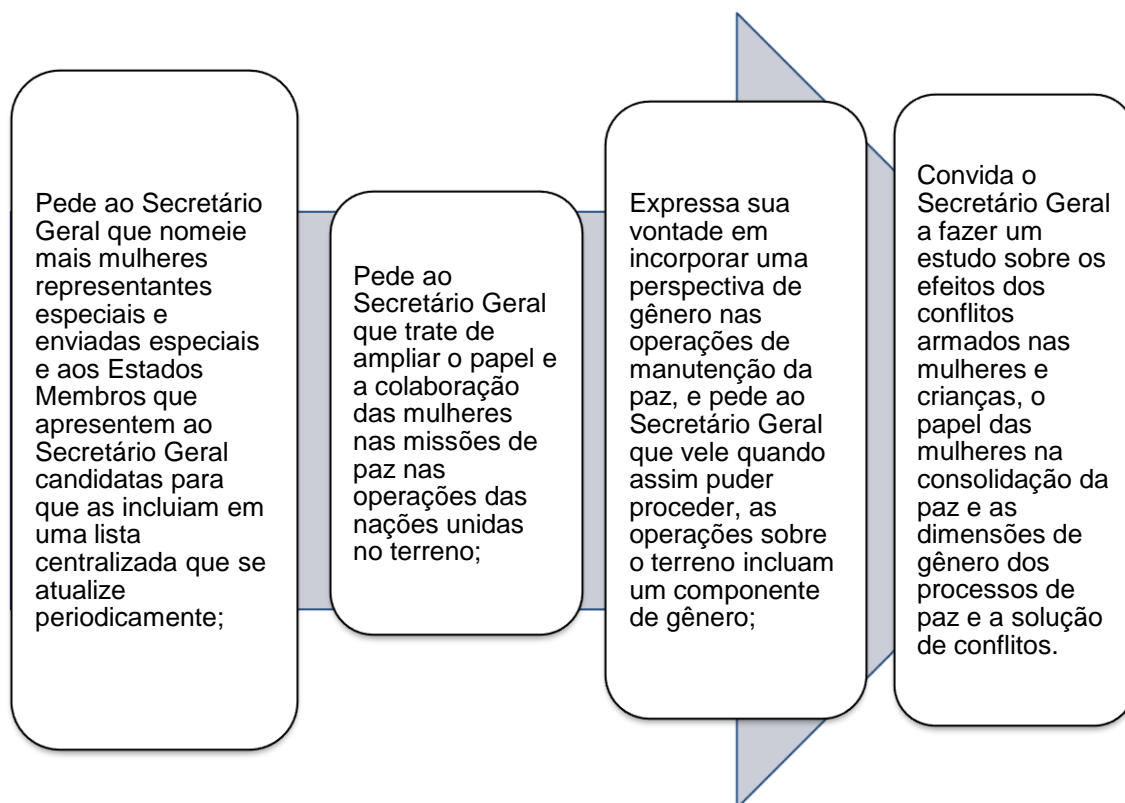 Pede ao Secretário
Geral que nomeie
mais mulheres
representantes
especiais e
enviadas especiais
e aos Estados
Membros que
apresentem ao
Secretário Geral
candidatas para
que as incluiam em
uma lista
centralizada que se
atualize
periodicamente;
Pede ao
Secretário Geral
que trate de
ampliar o papel e
a colaboração
das mulheres
nas missões de
paz nas
operações das
nações unidas
no terreno;
Expressa sua
vontade em
incorporar uma
perspectiva de
gênero nas
operações de
manutenção da
paz, e pede ao
Secretário Geral
que vele quando
assim puder
proceder, as
operações sobre
o terreno incluam
um componente
de gênero;
Convida o
Secretário Geral
a fazer um
estudo sobre os
efeitos dos
conflitos
armados nas
mulheres e
crianças, o
papel das
mulheres na
consolidação da
paz e as
dimensões de
gênero dos
processos de
paz e a solução
de conflitos.